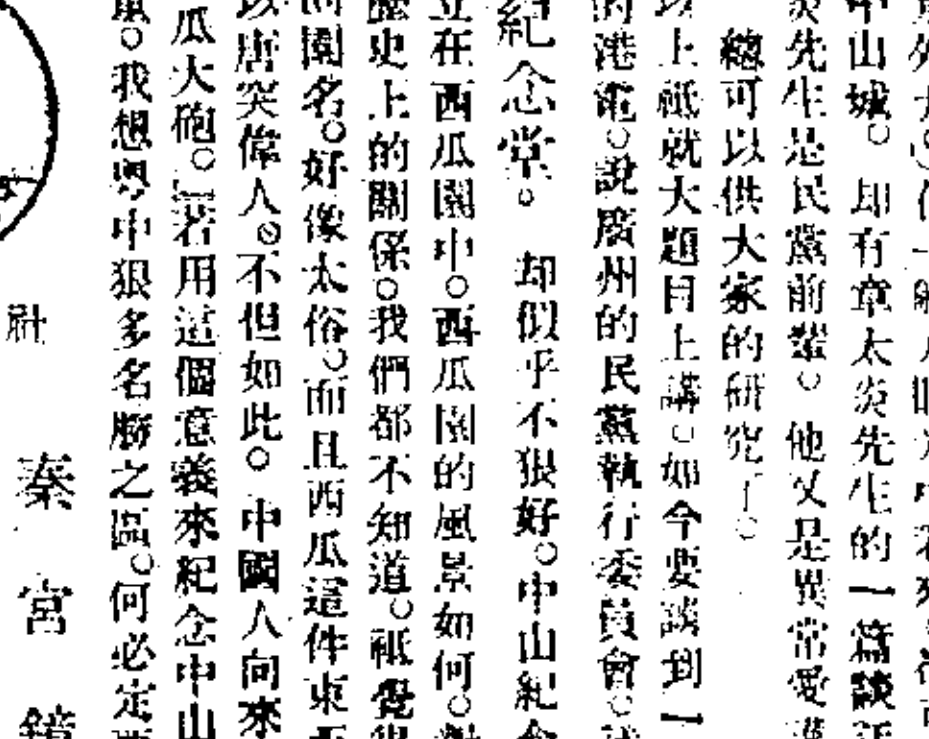 中山城。却有章太炎先生的一篇談話
炎先生是民黨前輩。他又是異常愛護
總可以供大家的研究了。
以上祇就大題目上講。如今要談到一
的港電。說廣州的民黨執行委員會。
紀念堂。却似乎不狠好。中山紀念
立在西瓜園中。西瓜園的風景如何。
歷史上的關係。我們都不知道。祇覺得
園名。好像太俗。而且西瓜這件東西
以唐突偉人。不但如此。中國人向來
瓜大砲。若用這個意義來紀念中山
。我想粤中狠多名勝之區。何必定要
社
秦宮鏡